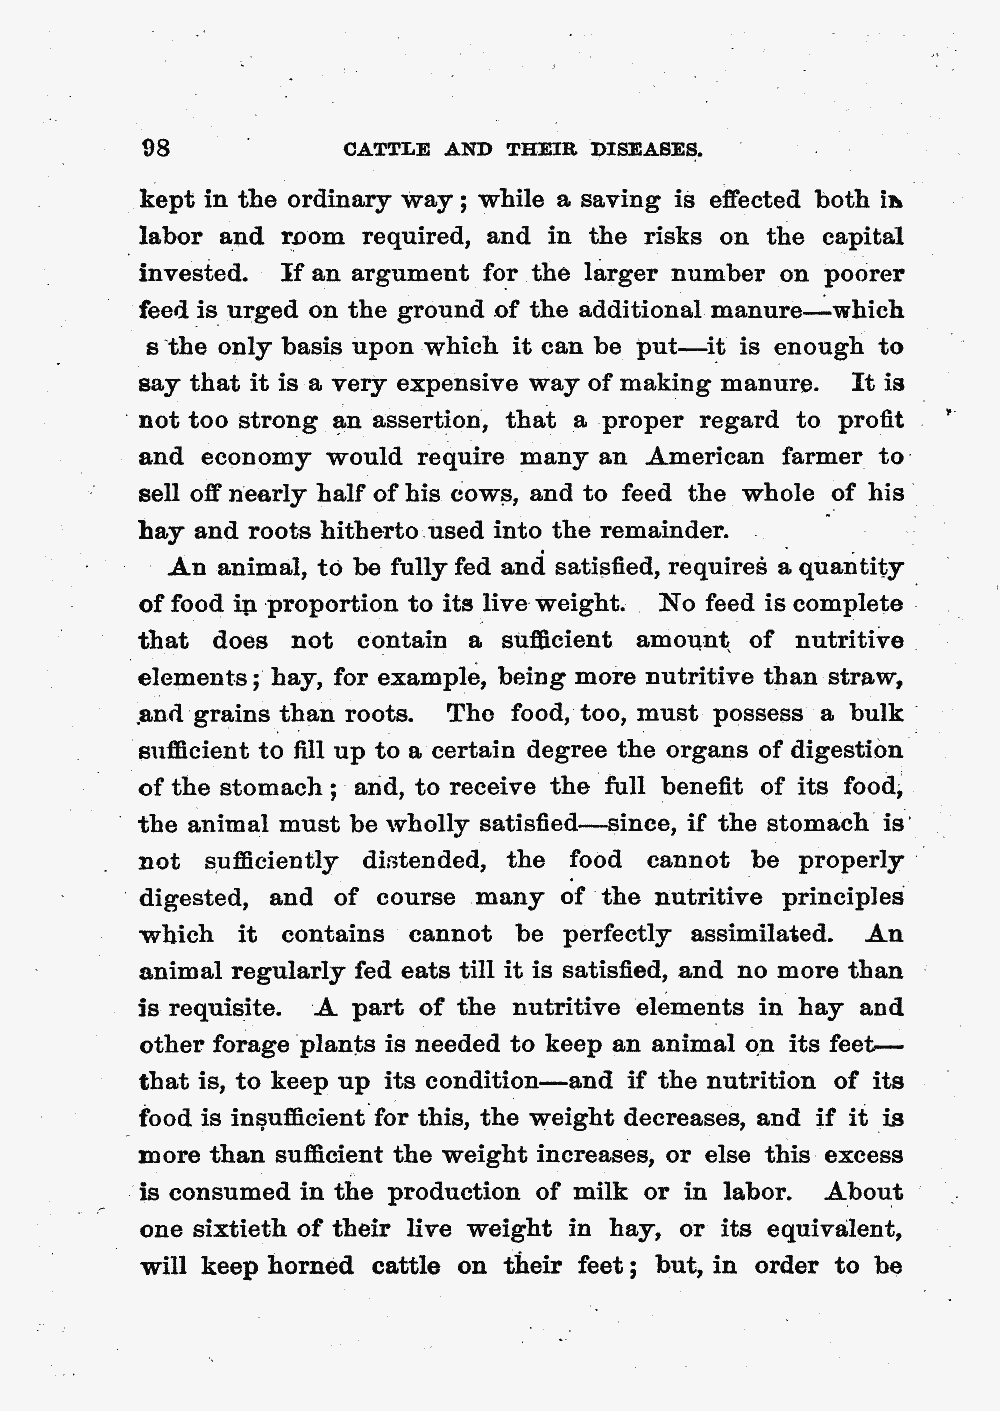 98 CATTLE AND THEIR DISEASES.
kept in the ordinary way; while a saving is effected both in
labor and room required, and in the risks on the capital
invested. If an argument for the larger number on poorer
feed is urged on the ground of the additional manure—which
s the only basis upon which it can be put—it is enough to
say that it is a very expensive way of making manure. It is
not too strong an assertion, that a proper regard to profit
and economy would require many an American farmer to
sell off nearly half of his cows, and to feed the whole of his
hay and roots hitherto used into the remainder.
An animal, to be fully fed and satisfied, requires a quantity
of food in proportion to its live weight. No feed is complete
that does not contain a sufficient amount of nutritive
elements; hay, for example, being more nutritive than straw,
and grains than roots. The food, too, must possess a bulk
sufficient to fill up to a certain degree the organs of digestion
of the stomach; and, to receive the full benefit of its food,
the animal must be wholly satisfied—since, if the stomach is
not sufficiently distended, the food cannot be properly
digested, and of course many of the nutritive principles
which it contains cannot be perfectly assimilated. An
animal regularly fed eats till it is satisfied, and no more than
is requisite. A part of the nutritive elements in hay and
other forage plants is needed to keep an animal on its feet—
that is, to keep up its condition—and if the nutrition of its
food is insufficient for this, the weight decreases, and if it is
more than sufficient the weight increases, or else this excess
is consumed in the production of milk or in labor. About
one sixtieth of their live weight in hay, or its equivalent,
will keep horned cattle on their feet; but, in order to be